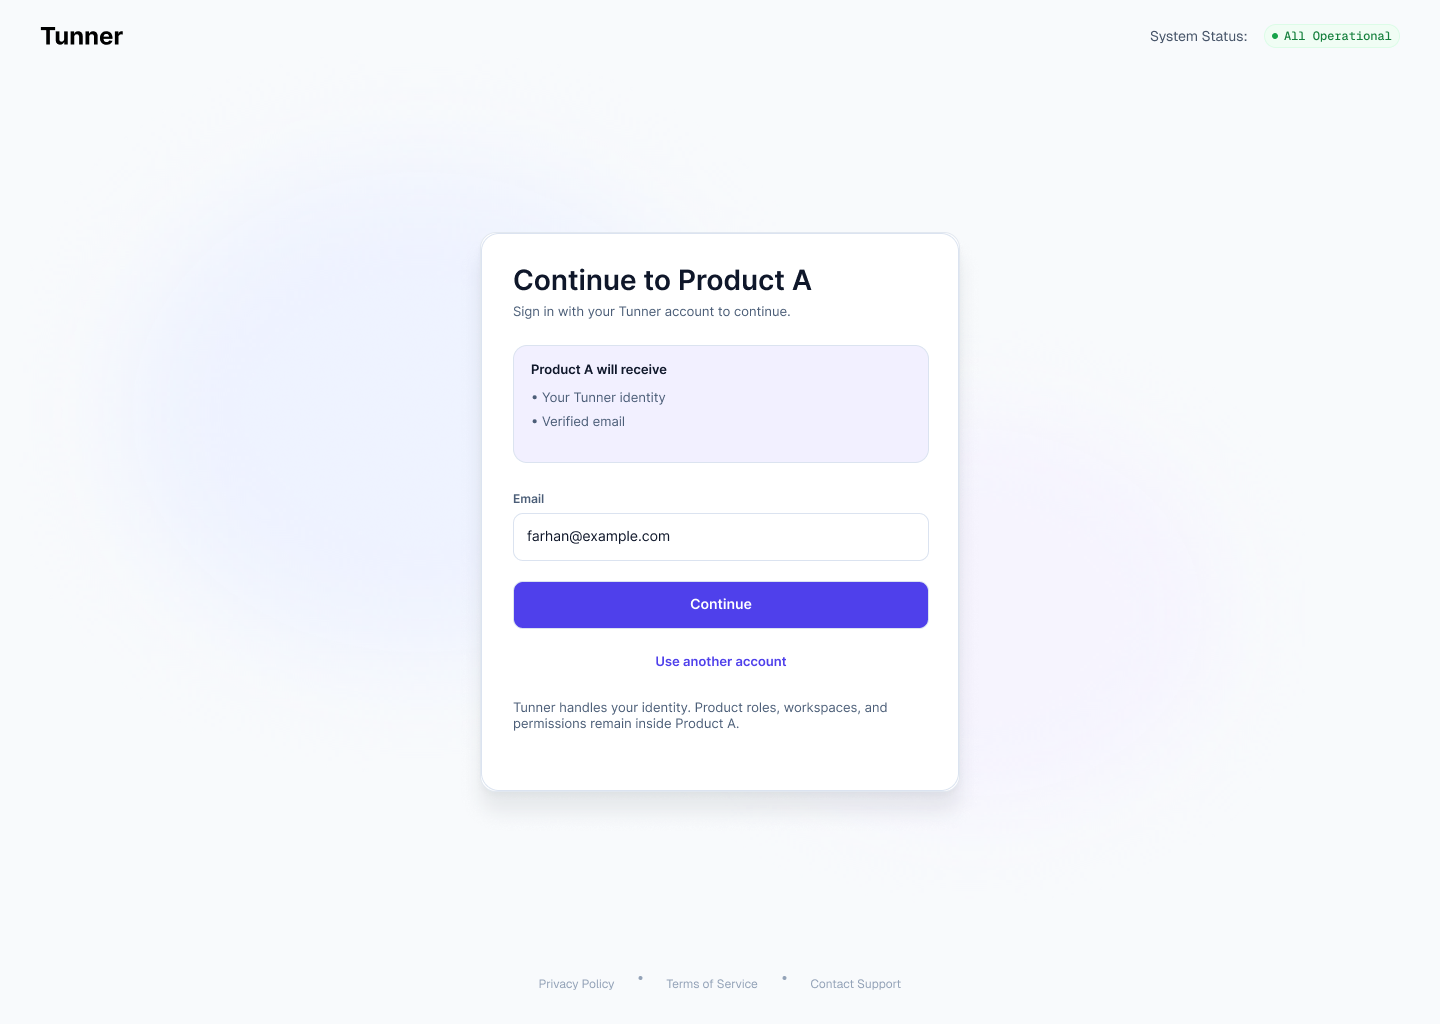 Tunner
System Status:
All Operational
Continue to Product A
Sign in with your Tunner account to continue.
Product A will receive
• Your Tunner identity
• Verified email
Email
farhan@example.com
Continue
Use another account
Tunner handles your identity. Product roles, workspaces, and
permissions remain inside Product A.
Privacy Policy • Terms of Service • Contact Support